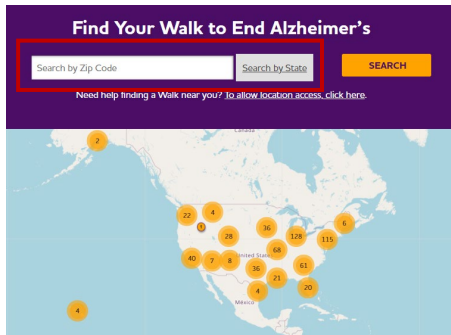 Find Your Walk to End Alzheimer's
Search by Zip Code
Search by State
SEARCH
Need help finding a Walk near you? To allow location access, click here.
Canada
2
22
4
6
36
128
115
28
68
United States
40
7
8
36
61
21
20
4
Mexico
4